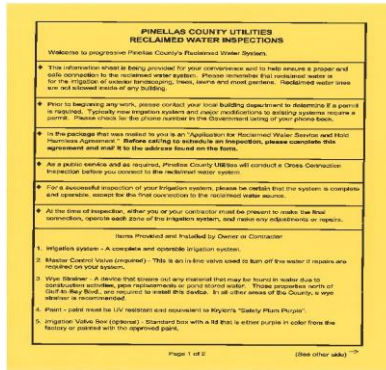 PINELLAS COUNTY UTILITIES
RECLAIMED WATER INSPECTIONS
Welcome to progressive Pinellas County's Reclaimed Water System.
♦ This information sheet is being provided for your convenience and to help ensure a proper and
safe connection to the reclaimed water system. Please remember that reclaimed water is
for the irrigation of exterior landscaping, trees, lawns and most gardens. Reclaimed water lines
are not allowed inside of any building.
♦ Prior to beginning work, please contact your local building department to determine if a permit
is required. Typically new irrigation system and major modifications to existing systems require a
permit. Please check for the phone number in the Government listing of your phone book.
♦ In the package that was mailed to you is an "Application for Reclaimed Water Service and Hold
Harmless Agreement." Before calling to schedule an inspection, please complete this
agreement and mail it to the address found on the form.
♦ As a public service and as required, Pinellas County Utilities will conduct a Cross Connection
Inspection before you connect to the reclaimed water system.
♦ For a successful inspection of your irrigation system, please be certain that the system is complete
and operable, except for the final connection to the reclaimed water source.
♦ At the time of inspection, either you or your contractor must be present to make the final
connection, operate each zone of the irrigation system, and make any adjustments or repairs.
Items Provided and Installed by Owner or Contractor
1. Irrigation system - A complete and operable irrigation system.
2. Master Control Valve (required) - This is an in-line valve used to turn off the water if repairs are
required on your system.
3. Wye Strainer - A device that screens out any material that may be found in water due to
construction activities, pipe replacements or pond stored water. Those properties north of
Gulf-to-Bay Blvd., are required to install this device. In all other areas of the County, a wye
strainer is recommended.
4. Paint - paint must be UV resistant and equivalent to Krylon's "Safety Plum Purple".
5. Irrigation Valve Box (optional) - Standard box with a lid that is either purple in color from the
factory or painted with the approved paint.
Page 1 of 2 (See other side) →